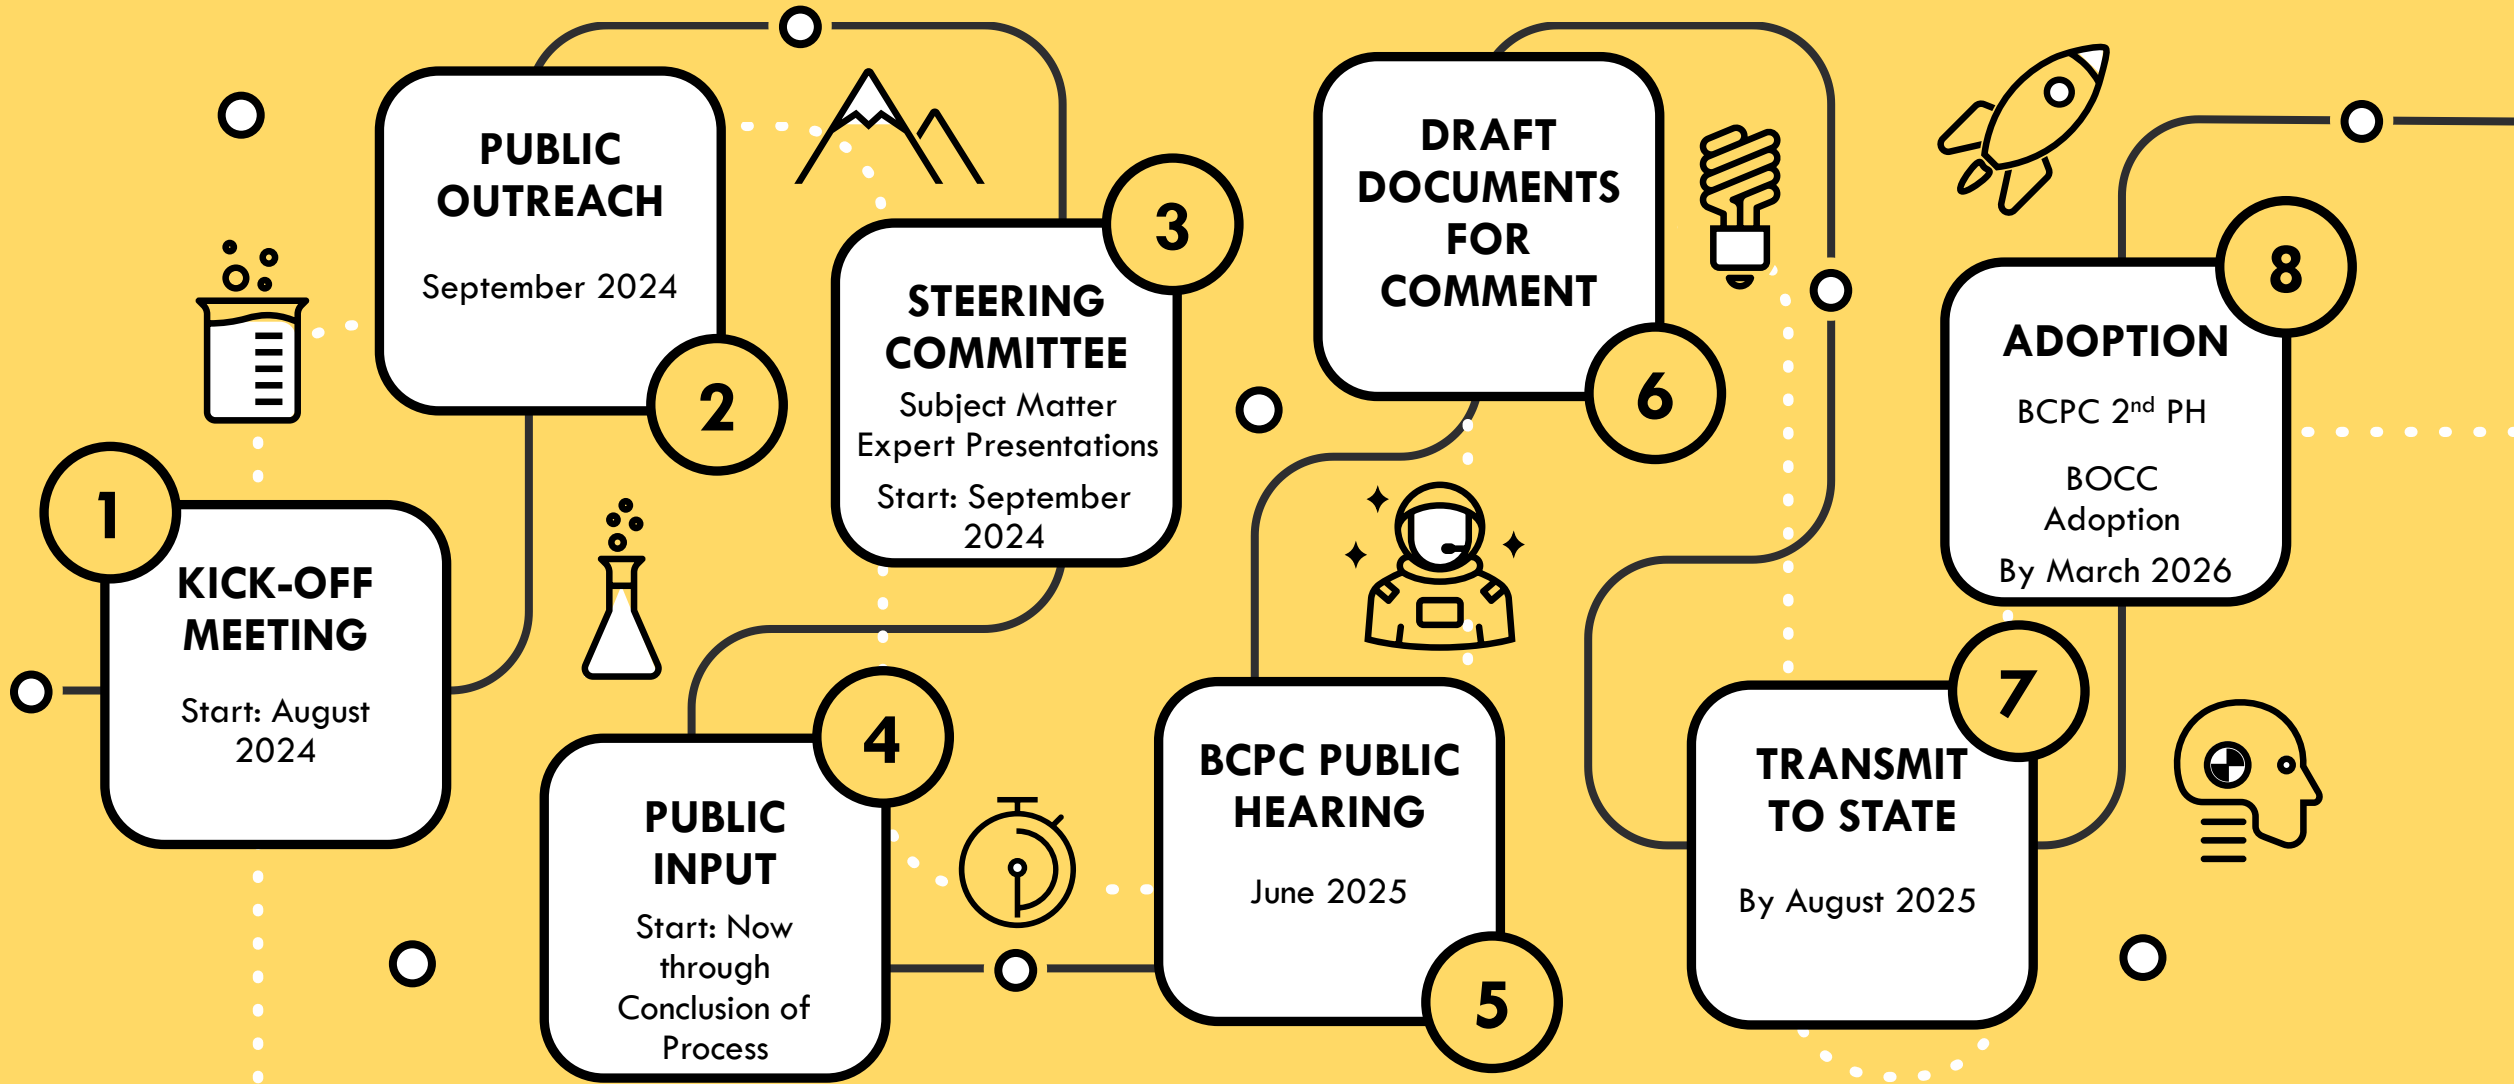 1
KICK-OFF
MEETING
Start: August
2024
PUBLIC
OUTREACH
September 2024
2
3
STEERING
COMMITTEE
Subject Matter
Expert Presentations
Start: September
2024
4
PUBLIC
INPUT
Start: Now
through
Conclusion of
Process
BCPC PUBLIC
HEARING
June 2025
5
DRAFT
DOCUMENTS
FOR
COMMENT
6
7
TRANSMIT
TO STATE
By August 2025
8
ADOPTION
BCPC 2nd PH
BOCC
Adoption
By March 2026